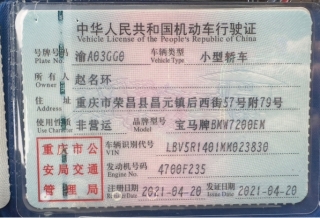 中华人民共和国机动车行驶证
Vehicle License of the People's Republic of China
号牌号码 渝A03GG0 车辆类型 小型轿车
Plate No. Vehicle Type
所有人 赵名环
Owner
住址 重庆市荣昌县昌元镇后西街57号附79号
Address
使用性质 非营运 品牌型号 宝马牌BMW7200EM
Use Character Model
重庆市公安局交通管理局
车辆识别代号 LBV5R1401KM023830
VIN
发动机号码 4700F235
Engine No.
注册日期 2021-04-20 发证日期 2021-04-20
Register Date Issue Date